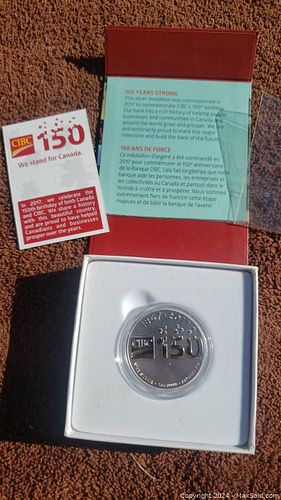 150 YEARS STRONG
This silver medallion was commissioned in
2017 to commemorate CIBC's 150th birthday.
Our bank has a rich history of helping people,
businesses and communities in Canada and
around the world grow and prosper. We are
extraordinarily proud to mark this major
milestone and build the bank of the future.
150 ANS DE FORCE
Ce médaillon d'argent a été commandé en
2017 pour commémorer le 150e anniversaire
de la Banque CIBC. Cela fait longtemps que notre
banque aide les personnes, les entreprises et
les collectivités au Canada et partout dans le
monde à croître et à prospérer. Nous sommes
extrêmement fiers de franchir cette étape
majeure et de bâtir la banque de l'avenir.
CIBC 150
We stand for Canada.
In 2017, we celebrate the
150th birthday of both Canada
and CIBC. We share a history
with this beautiful country,
and are proud to have helped
Canadians and businesses
prosper over the years.
CIBC 150
Copyright 2024 - MaxSold.com